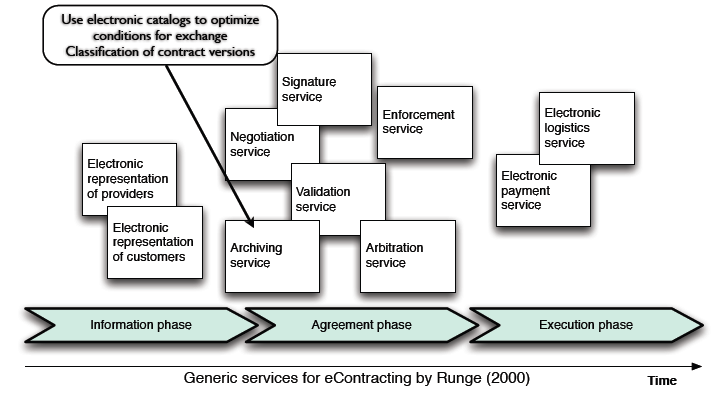 Use electronic catalogs to optimize
conditions for exchange
Classification of contract versions
Signature
service
Enforcement
service
Electronic
logistics
service
Negotiation
service
Electronic
representation
of providers
Validation
service
Electronic
payment
service
Electronic
representation
of customers
Archiving
service
Arbitration
service
Information phase
Agreement phase
Execution phase
Generic services for eContracting by Runge (2000)
Time